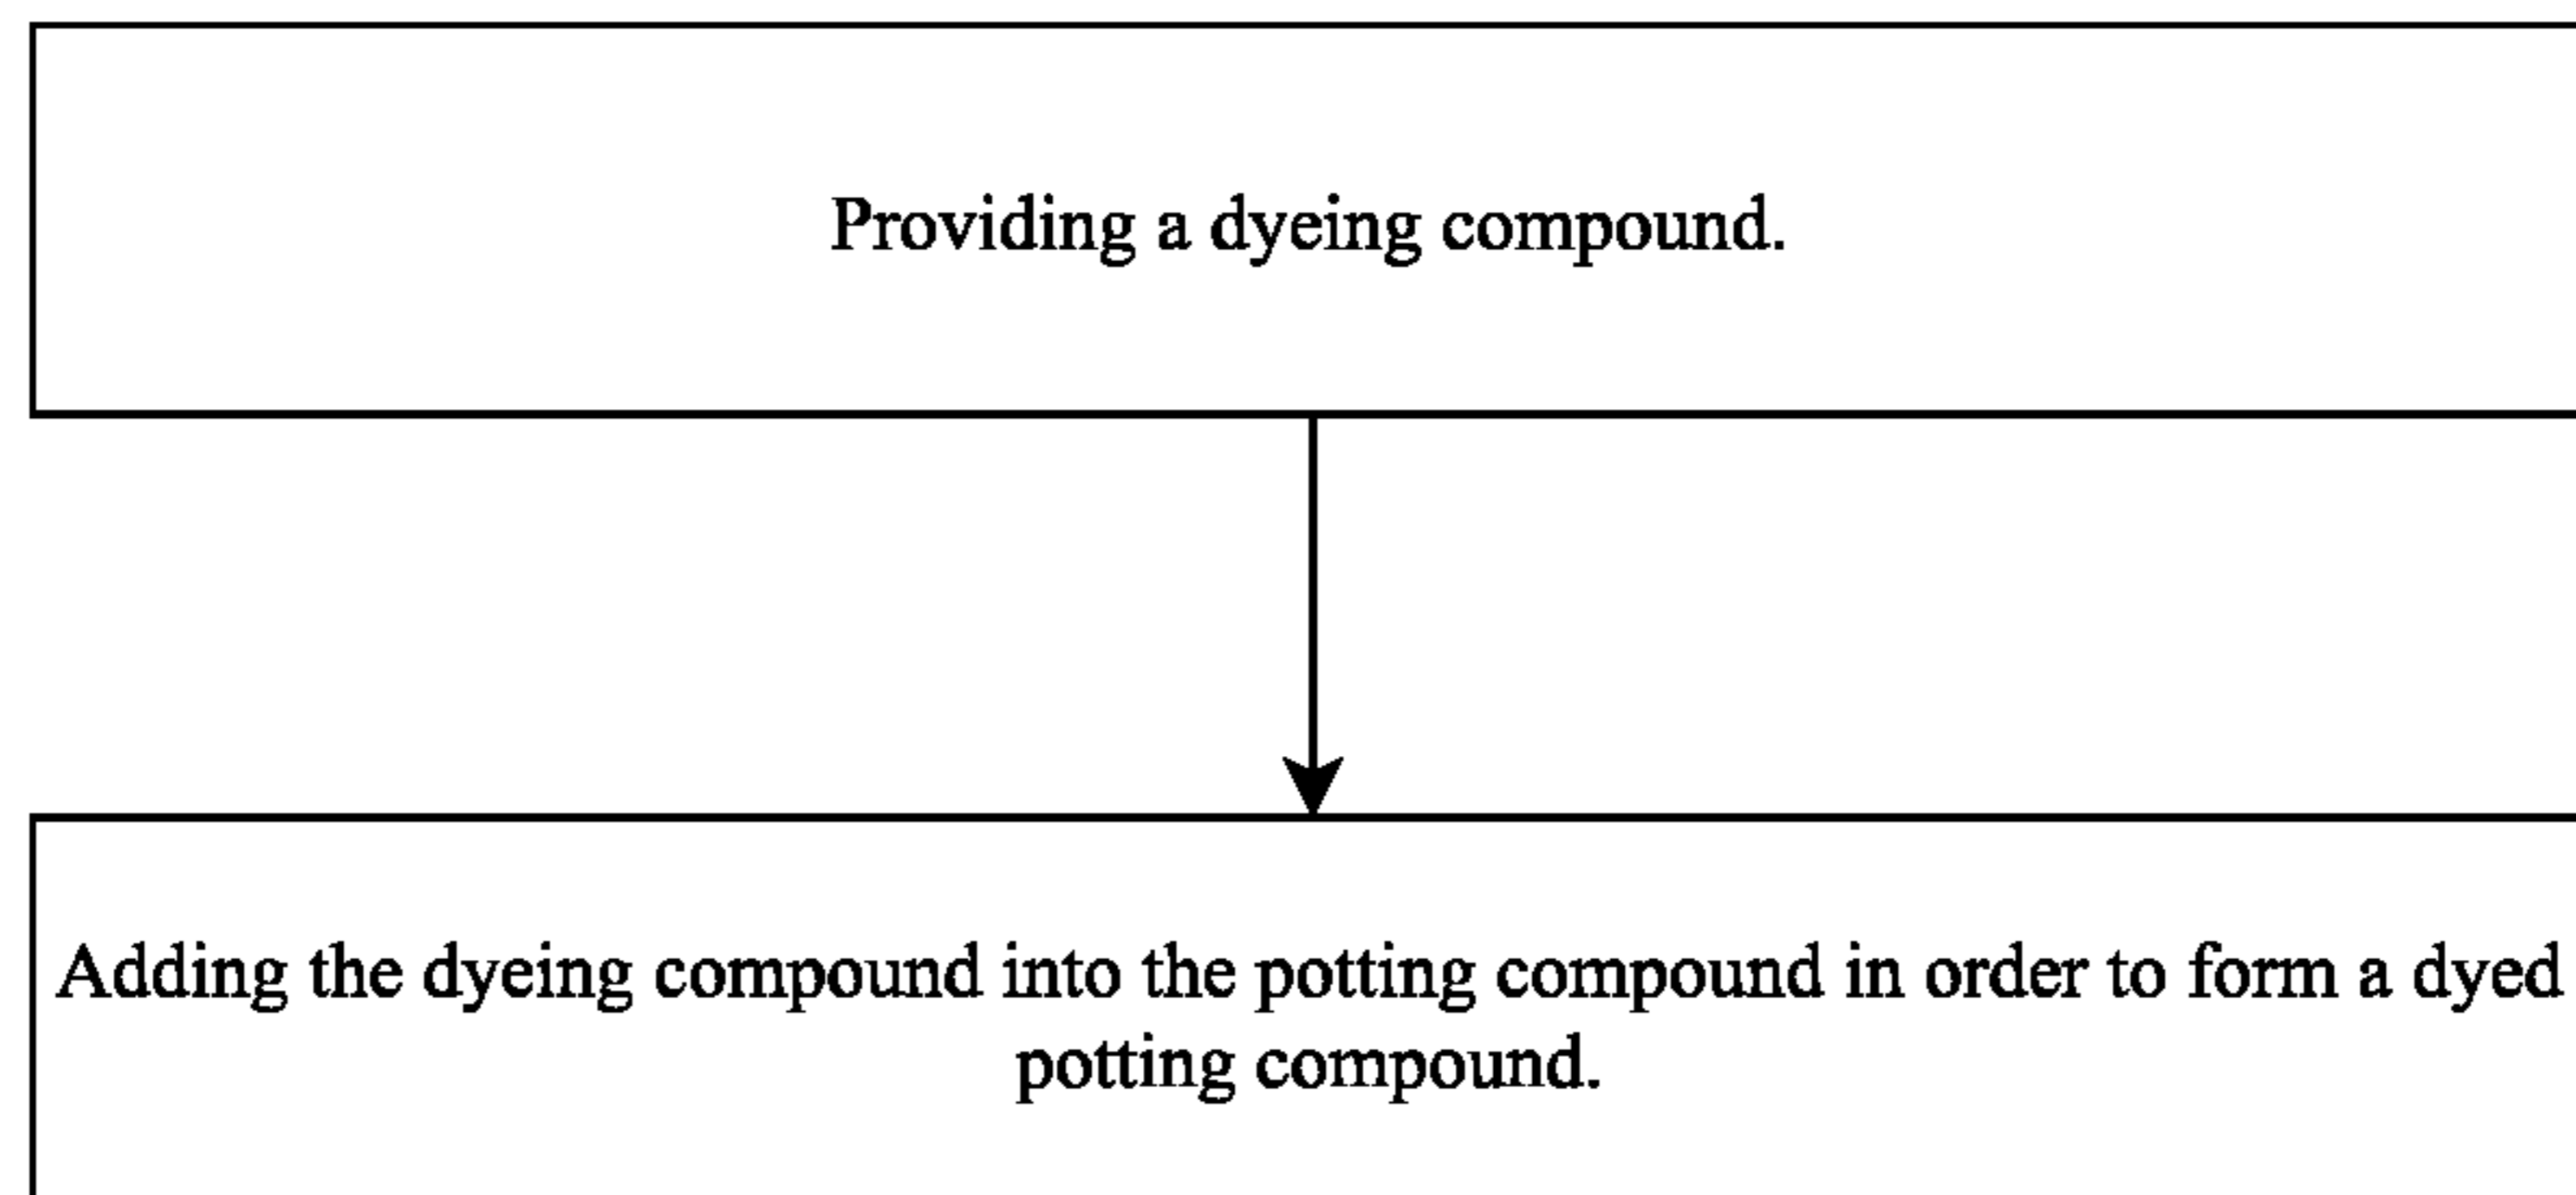 Providing a dyeing compound.
Adding the dyeing compound into the potting compound in order to form a dyed
potting compound.